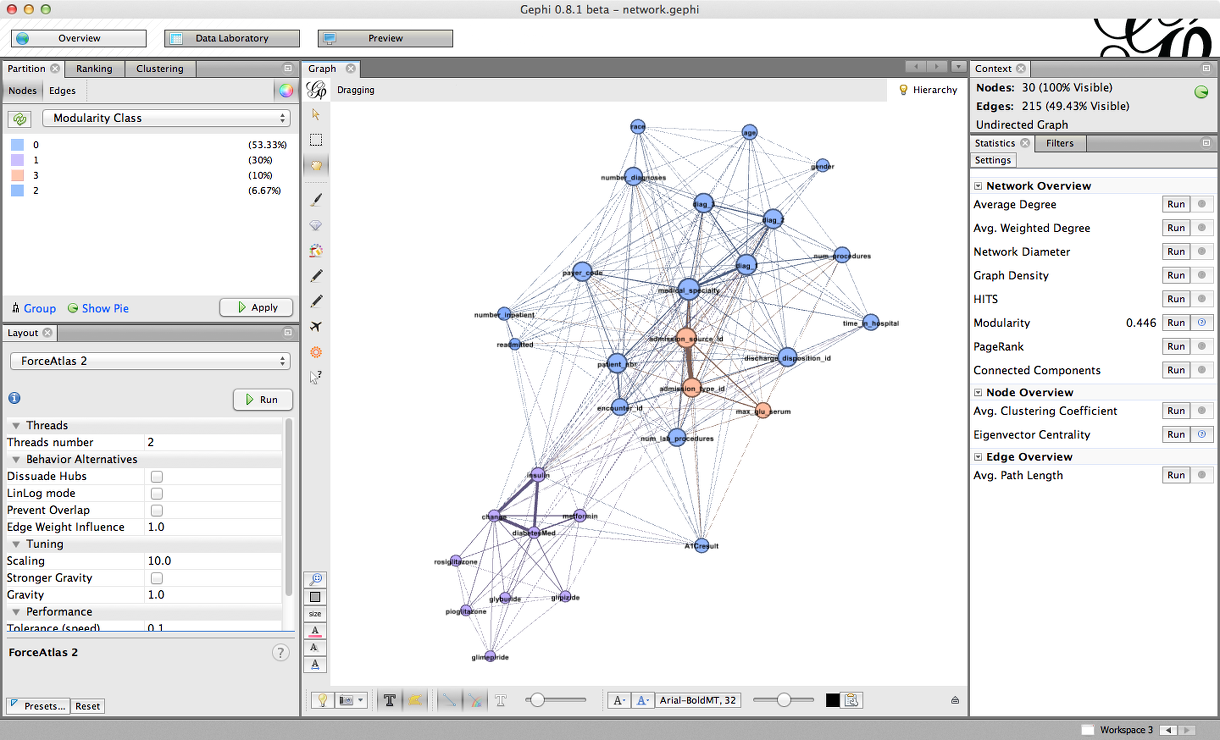 Gephi 0.8.1 beta – network.gephi
Overview
Data Laboratory
Preview
Partition
Ranking
Clustering
Nodes
Edges
Modularity Class
0 (53.33%)
1 (30%)
3 (10%)
2 (6.67%)
Group
Show Pie
Apply
Layout
ForceAtlas 2
Run
Threads
Threads number 2
Behavior Alternatives
Dissuade Hubs
LinLog mode
Prevent Overlap
Edge Weight Influence 1.0
Tuning
Scaling 10.0
Stronger Gravity
Gravity 1.0
Performance
Tolerance (speed) 0.1
ForceAtlas 2
?
Presets...
Reset
Graph
Dragging
Hierarchy
race
age
gender
number_diagnoses
num_procedures
payer_code
medical_specialty
number_inpatient
time_in_hospital
admission_source_id
readmitted
discharge_disposition_id
patient_nbr
admission_type_id
encounter_id
max_glu_serum
num_lab_procedures
insulin
change
metformin
diabetesMed
A1Cresult
rosiglitazone
glyburide
glipizide
pioglitazone
glimepiride
size
A
A
A
T
T
A-
A-
Arial-BoldMT, 32
Context
Nodes: 30 (100% Visible)
Edges: 215 (49.43% Visible)
Undirected Graph
Statistics
Filters
Settings
Network Overview
Average Degree Run
Avg. Weighted Degree Run
Network Diameter Run
Graph Density Run
HITS Run
Modularity 0.446 Run
PageRank Run
Connected Components Run
Node Overview
Avg. Clustering Coefficient Run
Eigenvector Centrality Run
Edge Overview
Avg. Path Length Run
Workspace 3